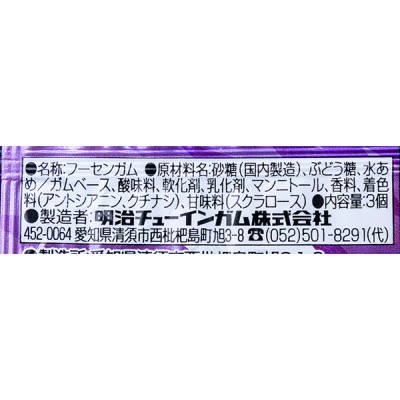 ●名称:フーセンガム ●原材料名:砂糖(国内製造)、ぶどう糖、水あ
め/ガムベース、酸味料、軟化剤、乳化剤、マンニトール、香料、着色
料(アントシアニン、クチナシ)、甘味料(スクラロース) ●内容量:3個
●製造者:明治チューインガム株式会社
452-0064 愛知県清須市西枇杷島町旭3-8 ☎(052)501-8291(代)